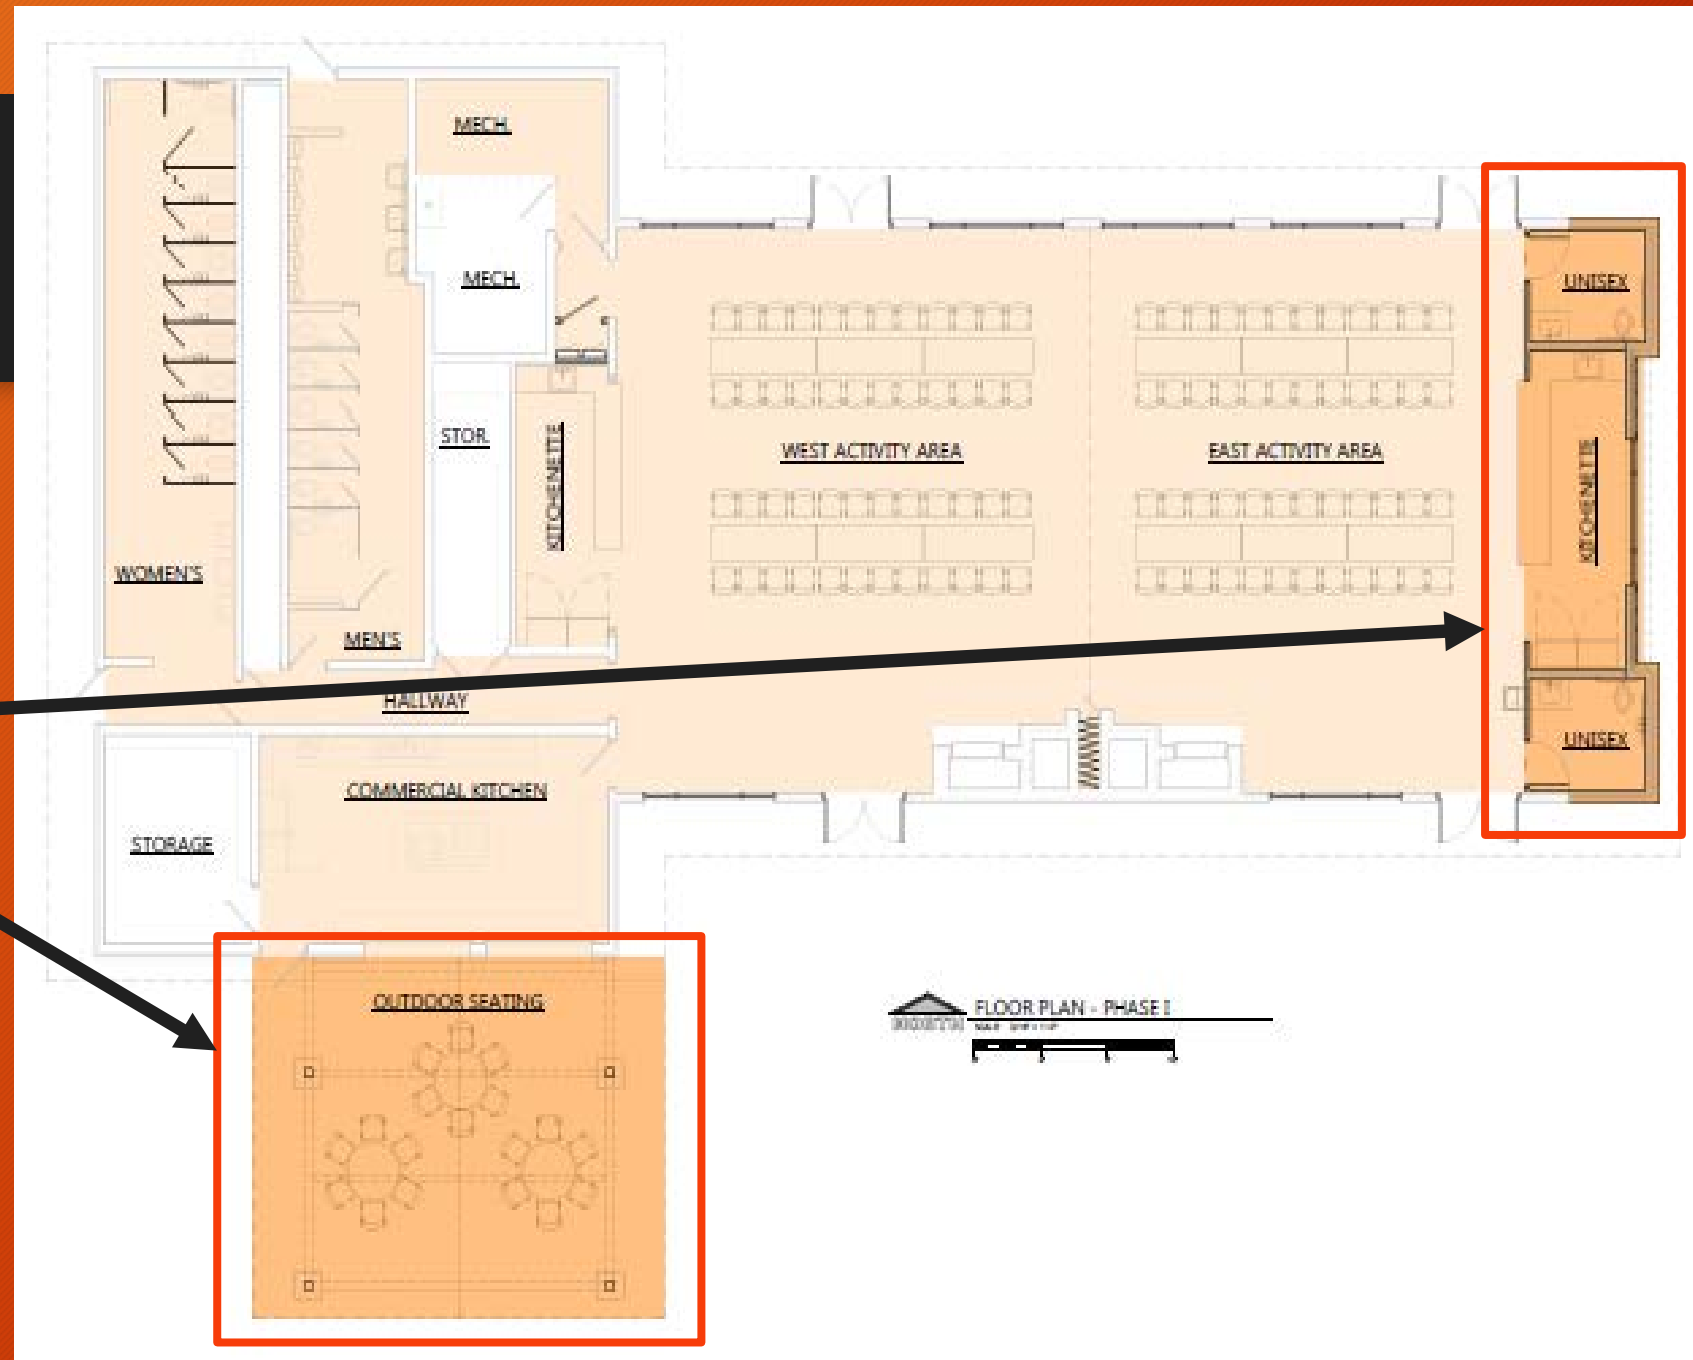 MECH.
UNISEX
MECH.
STOR.
KITCHENETTE
WEST ACTIVITY AREA
EAST ACTIVITY AREA
KITCHENETTE
WOMEN'S
MEN'S
HALLWAY
UNISEX
COMMERCIAL KITCHEN
STORAGE
OUTDOOR SEATING
FLOOR PLAN - PHASE I